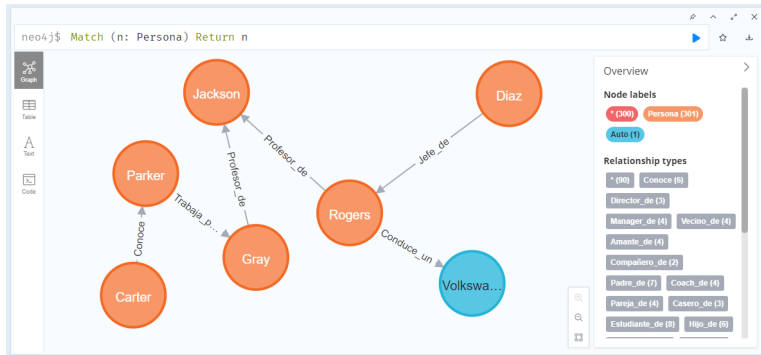 neo4j$ Match (n: Persona) Return n
Graph
Table
Text
Code
Jackson
Diaz
Parker
Rogers
Gray
Carter
Volkswa...
Profesor_de
Profesor_de
Jefe_de
Trabaja_p...
Conoce
Conduce_un
Overview
Node labels
* (300) Persona (301)
Auto (1)
Relationship types
* (90) Conoce (6)
Director_de (3)
Manager_de (4) Vecino_de (4)
Amante_de (4)
Compañero_de (2)
Padre_de (7) Coach_de (4)
Pareja_de (4) Casero_de (3)
Estudiante_de (8) Hijo_de (6)